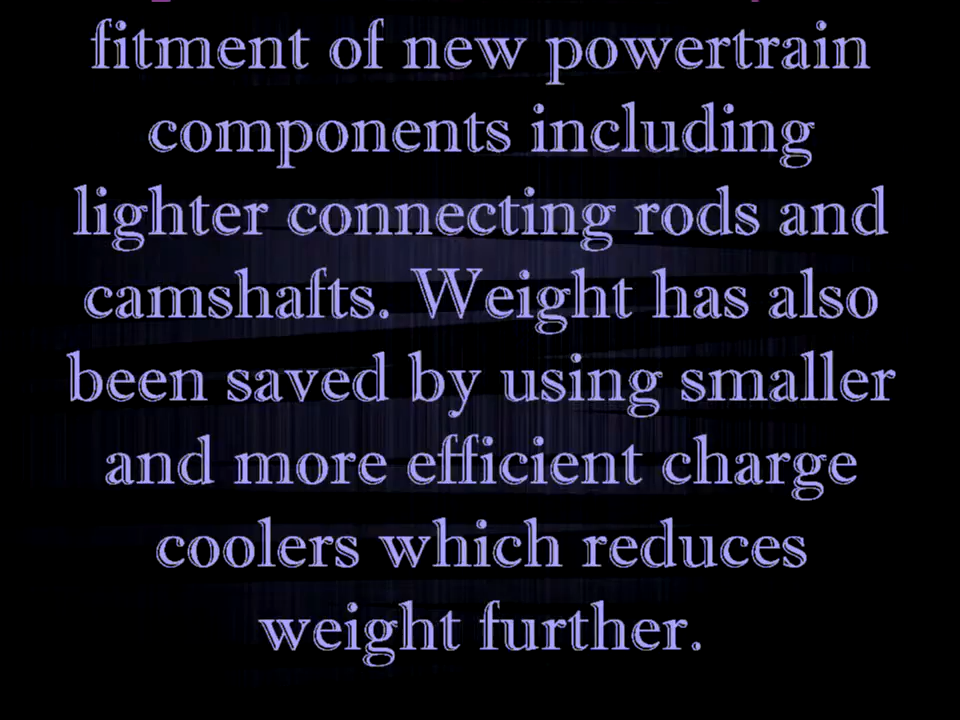 fitment of new powertrain
components including
lighter connecting rods and
camshafts. Weight has also
been saved by using smaller
and more efficient charge
coolers which reduces
weight further.